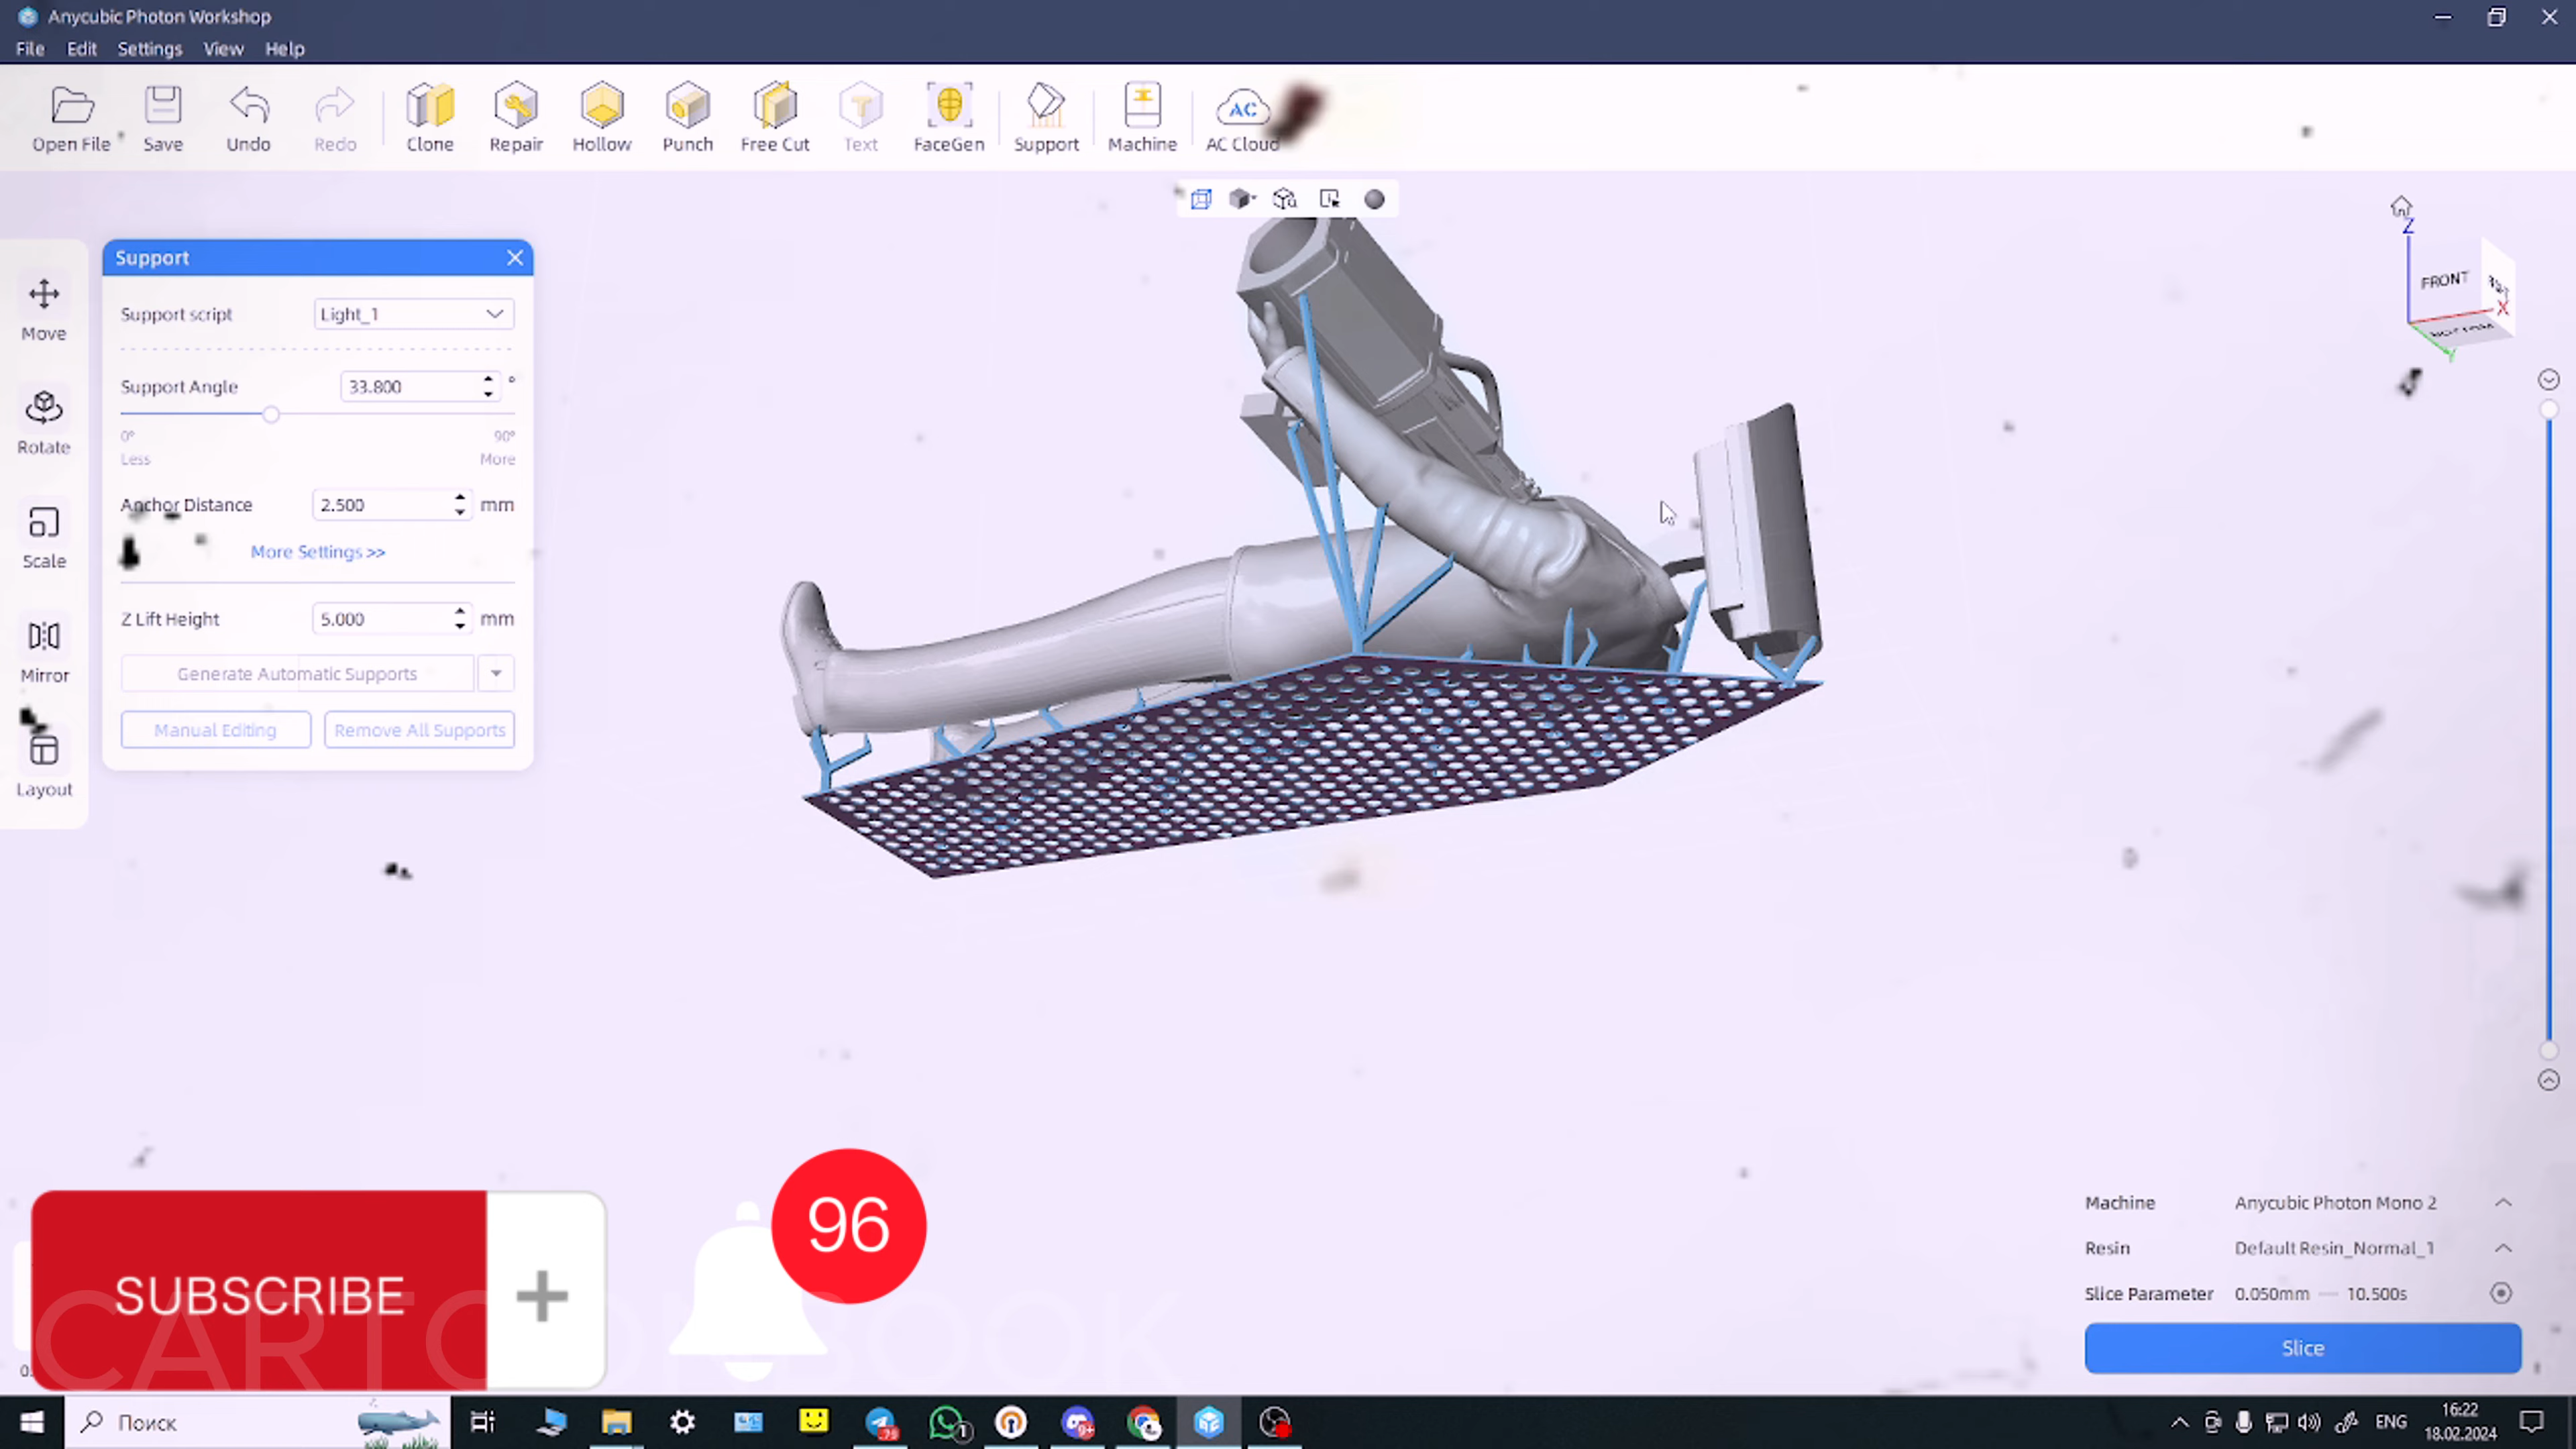 Anycubic Photon Workshop
File Edit Settings View Help
Open File Save Undo Redo Clone Repair Hollow Punch Free Cut Text FaceGen Support Machine AC Cloud
AC
Support
Support script Light_1
Support Angle 33.800 °
0° 90°
Less More
Anchor Distance 2.500 mm
More Settings >>
Z Lift Height 5.000 mm
Generate Automatic Supports
Manual Editing Remove All Supports
Move
Rotate
Scale
Mirror
Layout
Z
FRONT
X
BOTTOM
Y
Machine Anycubic Photon Mono 2
Resin Default Resin_Normal_1
Slice Parameter 0.050mm — 10.500s
Slice
96
SUBSCRIBE +
Поиск
ENG
16:22
18.02.2024